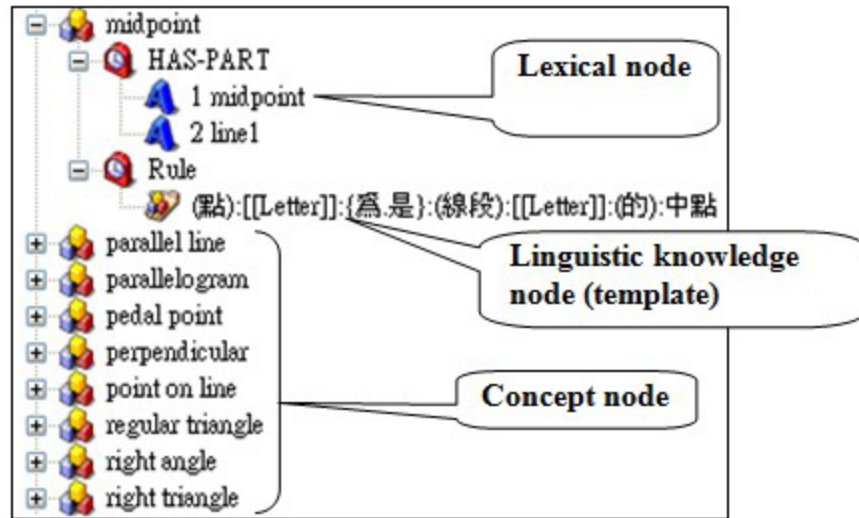 midpoint
HAS-PART
Lexical node
1 midpoint
2 line1
Rule
(點):[[Letter]]:{為.是}:(線段):[[Letter]]:(的):中點
parallel line
Linguistic knowledge
node (template)
parallelogram
pedal point
perpendicular
point on line
Concept node
regular triangle
right angle
right triangle